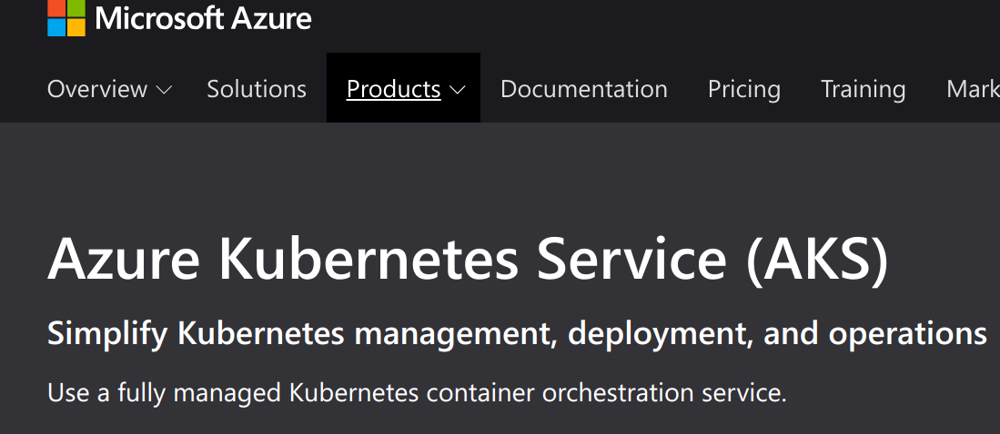 Microsoft Azure
Overview Solutions Products Documentation Pricing Training Mark
Azure Kubernetes Service (AKS)
Simplify Kubernetes management, deployment, and operations
Use a fully managed Kubernetes container orchestration service.